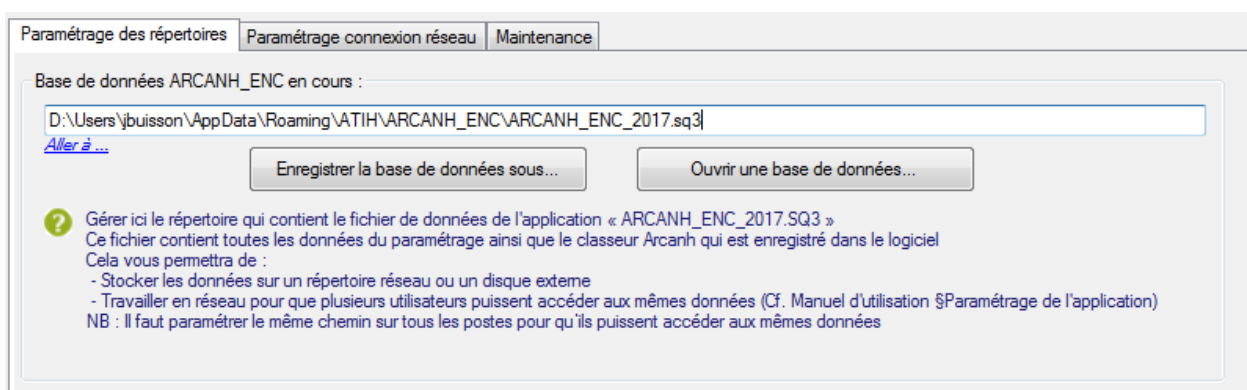 Paramétrage des répertoires Paramétrage connexion réseau Maintenance
Base de données ARCANH_ENC en cours :
D:\Users\jbuisson\AppData\Roaming\ATIH\ARCANH_ENC\ARCANH_ENC_2017.sq3
Aller à ...
Enregistrer la base de données sous... Ouvrir une base de données...
Gérer ici le répertoire qui contient le fichier de données de l'application « ARCANH_ENC_2017.SQ3 »
Ce fichier contient toutes les données du paramétrage ainsi que le classeur Arcanh qui est enregistré dans le logiciel
Cela vous permettra de :
- Stocker les données sur un répertoire réseau ou un disque externe
- Travailler en réseau pour que plusieurs utilisateurs puissent accéder aux mêmes données (Cf. Manuel d'utilisation §Paramétrage de l'application)
NB : Il faut paramétrer le même chemin sur tous les postes pour qu'ils puissent accéder aux mêmes données